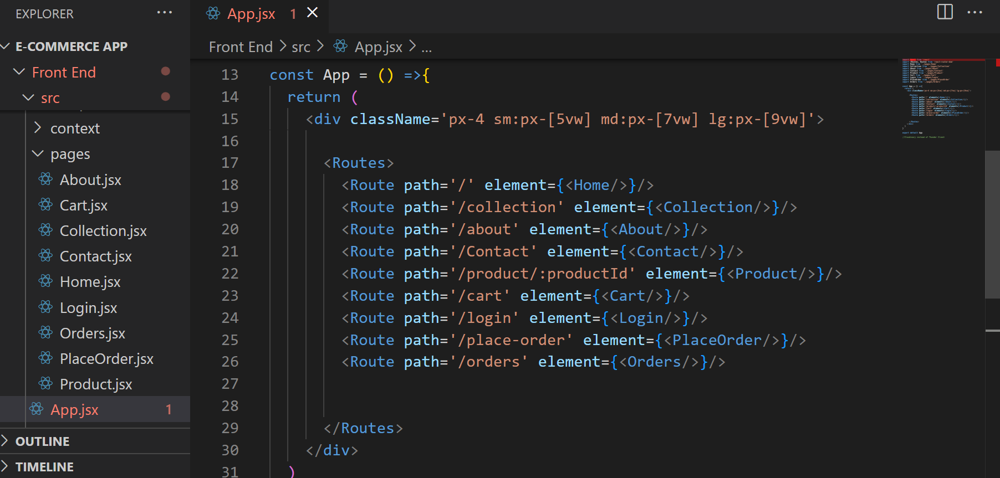 EXPLORER
E-COMMERCE APP
Front End
src
context
pages
About.jsx
Cart.jsx
Collection.jsx
Contact.jsx
Home.jsx
Login.jsx
Orders.jsx
PlaceOrder.jsx
Product.jsx
App.jsx 1
OUTLINE
TIMELINE
App.jsx 1
Front End > src > App.jsx > ...
13 const App = () =>{
14 return (
15 <div className='px-4 sm:px-[5vw] md:px-[7vw] lg:px-[9vw]'>
16
17 <Routes>
18 <Route path='/' element={<Home/>}/>
19 <Route path='/collection' element={<Collection/>}/>
20 <Route path='/about' element={<About/>}/>
21 <Route path='/Contact' element={<Contact/>}/>
22 <Route path='/product/:productId' element={<Product/>}/>
23 <Route path='/cart' element={<Cart/>}/>
24 <Route path='/login' element={<Login/>}/>
25 <Route path='/place-order' element={<PlaceOrder/>}/>
26 <Route path='/orders' element={<Orders/>}/>
27
28
29 </Routes>
30 </div>
31 )